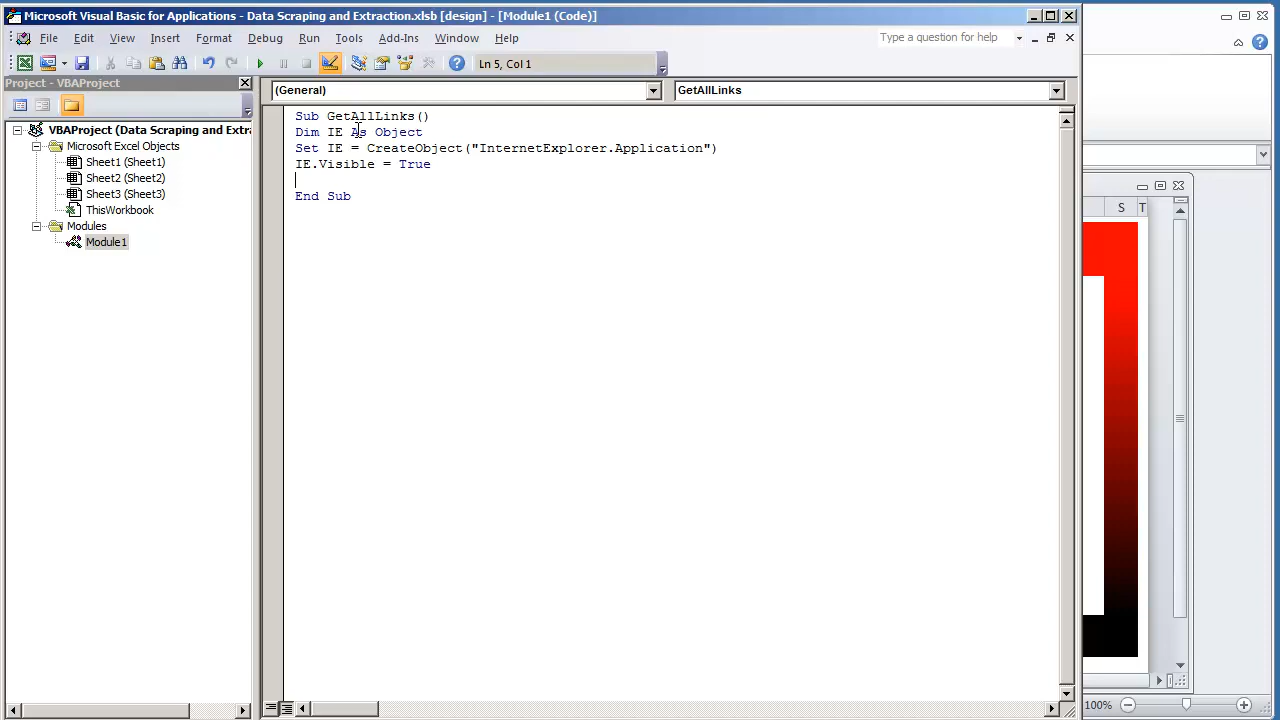 Microsoft Visual Basic for Applications - Data Scraping and Extraction.xlsb [design] - [Module1 (Code)]
File Edit View Insert Format Debug Run Tools Add-Ins Window Help
Type a question for help
Ln 5, Col 1
Project - VBAProject
(General)
GetAllLinks
VBAProject (Data Scraping and Extra
Microsoft Excel Objects
Sheet1 (Sheet1)
Sheet2 (Sheet2)
Sheet3 (Sheet3)
ThisWorkbook
Modules
Module1
Sub GetAllLinks()
Dim IE As Object
Set IE = CreateObject("InternetExplorer.Application")
IE.Visible = True
End Sub
S T
100%